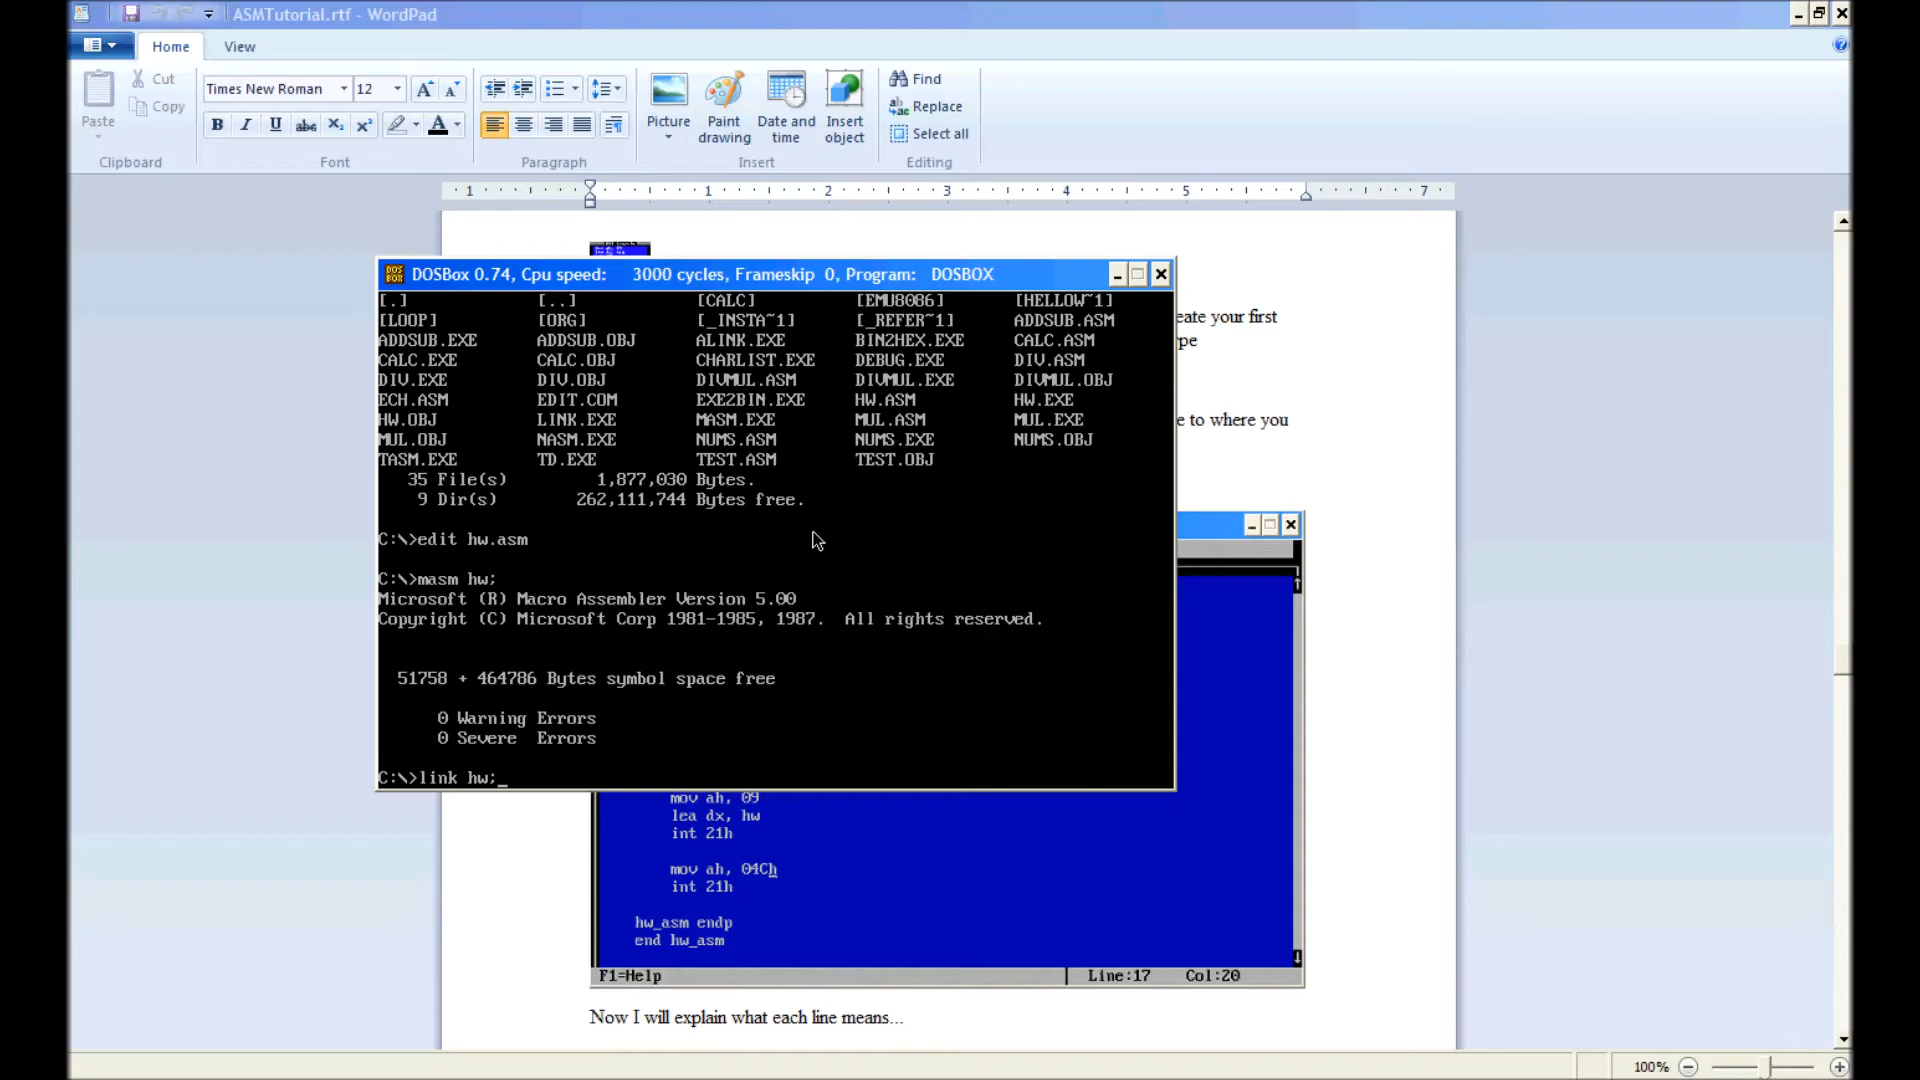 ASMTutorial.rtf - WordPad
Home View
Paste
Cut
Copy
Clipboard
Times New Roman 12
B I U abc X₂ X²
Font
Paragraph
Picture
Paint drawing
Date and time
Insert object
Insert
Find
Replace
Select all
Editing
1 1 2 3 4 5 7
eate your first
pe
e to where you
DOSBox 0.74, Cpu speed: 3000 cycles, Frameskip 0, Program: DOSBOX
[.] [..] [CALC] [EMU8086] [HELLOW~1]
[LOOP] [ORG] [_INSTA~1] [_REFER~1] ADDSUB.ASM
ADDSUB.EXE ADDSUB.OBJ ALINK.EXE BIN2HEX.EXE CALC.ASM
CALC.EXE CALC.OBJ CHARLIST.EXE DEBUG.EXE DIV.ASM
DIV.EXE DIV.OBJ DIVMUL.ASM DIVMUL.EXE DIVMUL.OBJ
ECH.ASM EDIT.COM EXE2BIN.EXE HW.ASM HW.EXE
HW.OBJ LINK.EXE MASM.EXE MUL.ASM MUL.EXE
MUL.OBJ NASM.EXE NUMS.ASM NUMS.EXE NUMS.OBJ
TASM.EXE TD.EXE TEST.ASM TEST.OBJ
35 File(s) 1,877,030 Bytes.
9 Dir(s) 262,111,744 Bytes free.
C:\>edit hw.asm
C:\>masm hw;
Microsoft (R) Macro Assembler Version 5.00
Copyright (C) Microsoft Corp 1981-1985, 1987. All rights reserved.
51758 + 464786 Bytes symbol space free
0 Warning Errors
0 Severe Errors
C:\>link hw;_
mov ah, 09
lea dx, hw
int 21h
mov ah, 04Ch
int 21h
hw_asm endp
end hw_asm
F1=Help Line:17 Col:20
Now I will explain what each line means...
100%